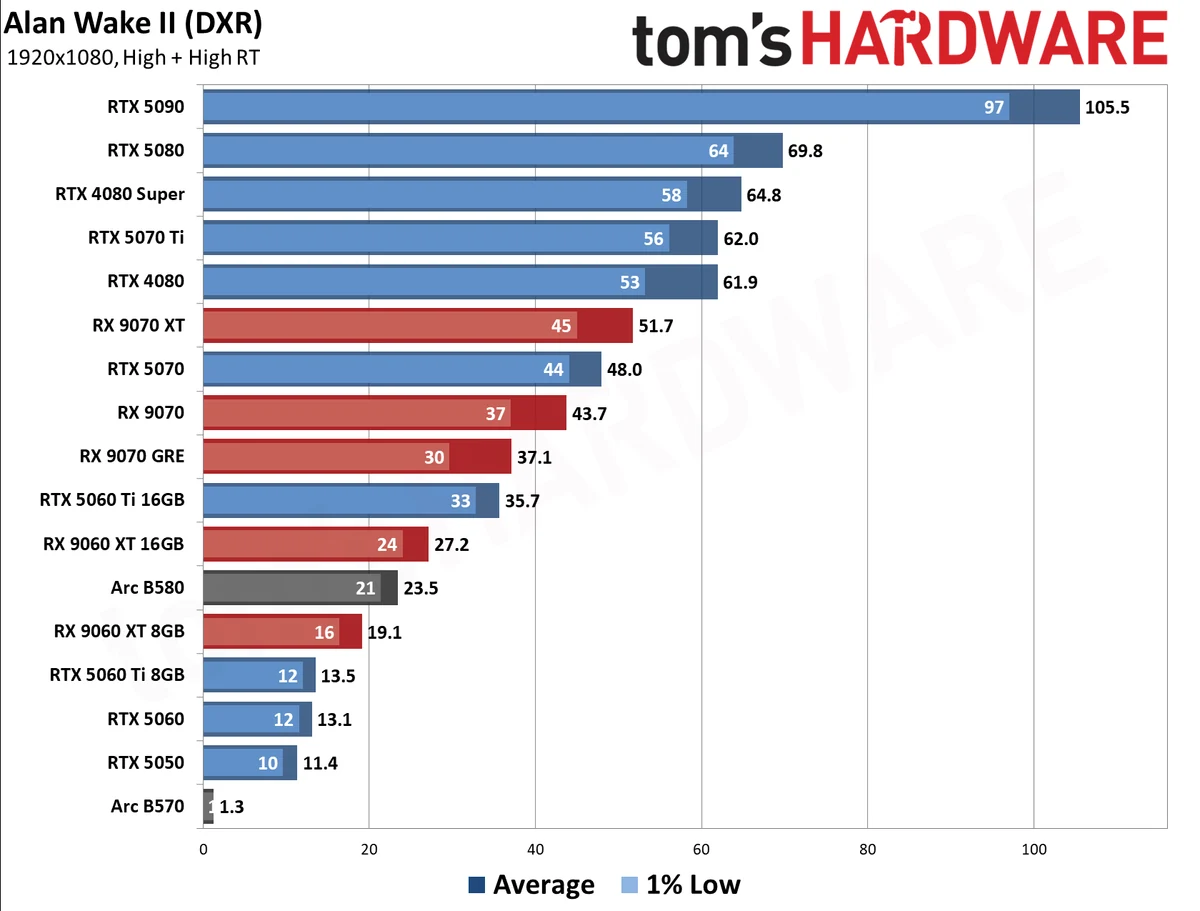 Alan Wake II (DXR)
1920x1080, High + High RT
tom's HARDWARE
RTX 5090 97 105.5
RTX 5080 64 69.8
RTX 4080 Super 58 64.8
RTX 5070 Ti 56 62.0
RTX 4080 53 61.9
RX 9070 XT 45 51.7
RTX 5070 44 48.0
RX 9070 37 43.7
RX 9070 GRE 30 37.1
RTX 5060 Ti 16GB 33 35.7
RX 9060 XT 16GB 24 27.2
Arc B580 21 23.5
RX 9060 XT 8GB 16 19.1
RTX 5060 Ti 8GB 12 13.5
RTX 5060 12 13.1
RTX 5050 10 11.4
Arc B570 1 1.3
0 20 40 60 80 100
Average 1% Low
tom's HARDWARE